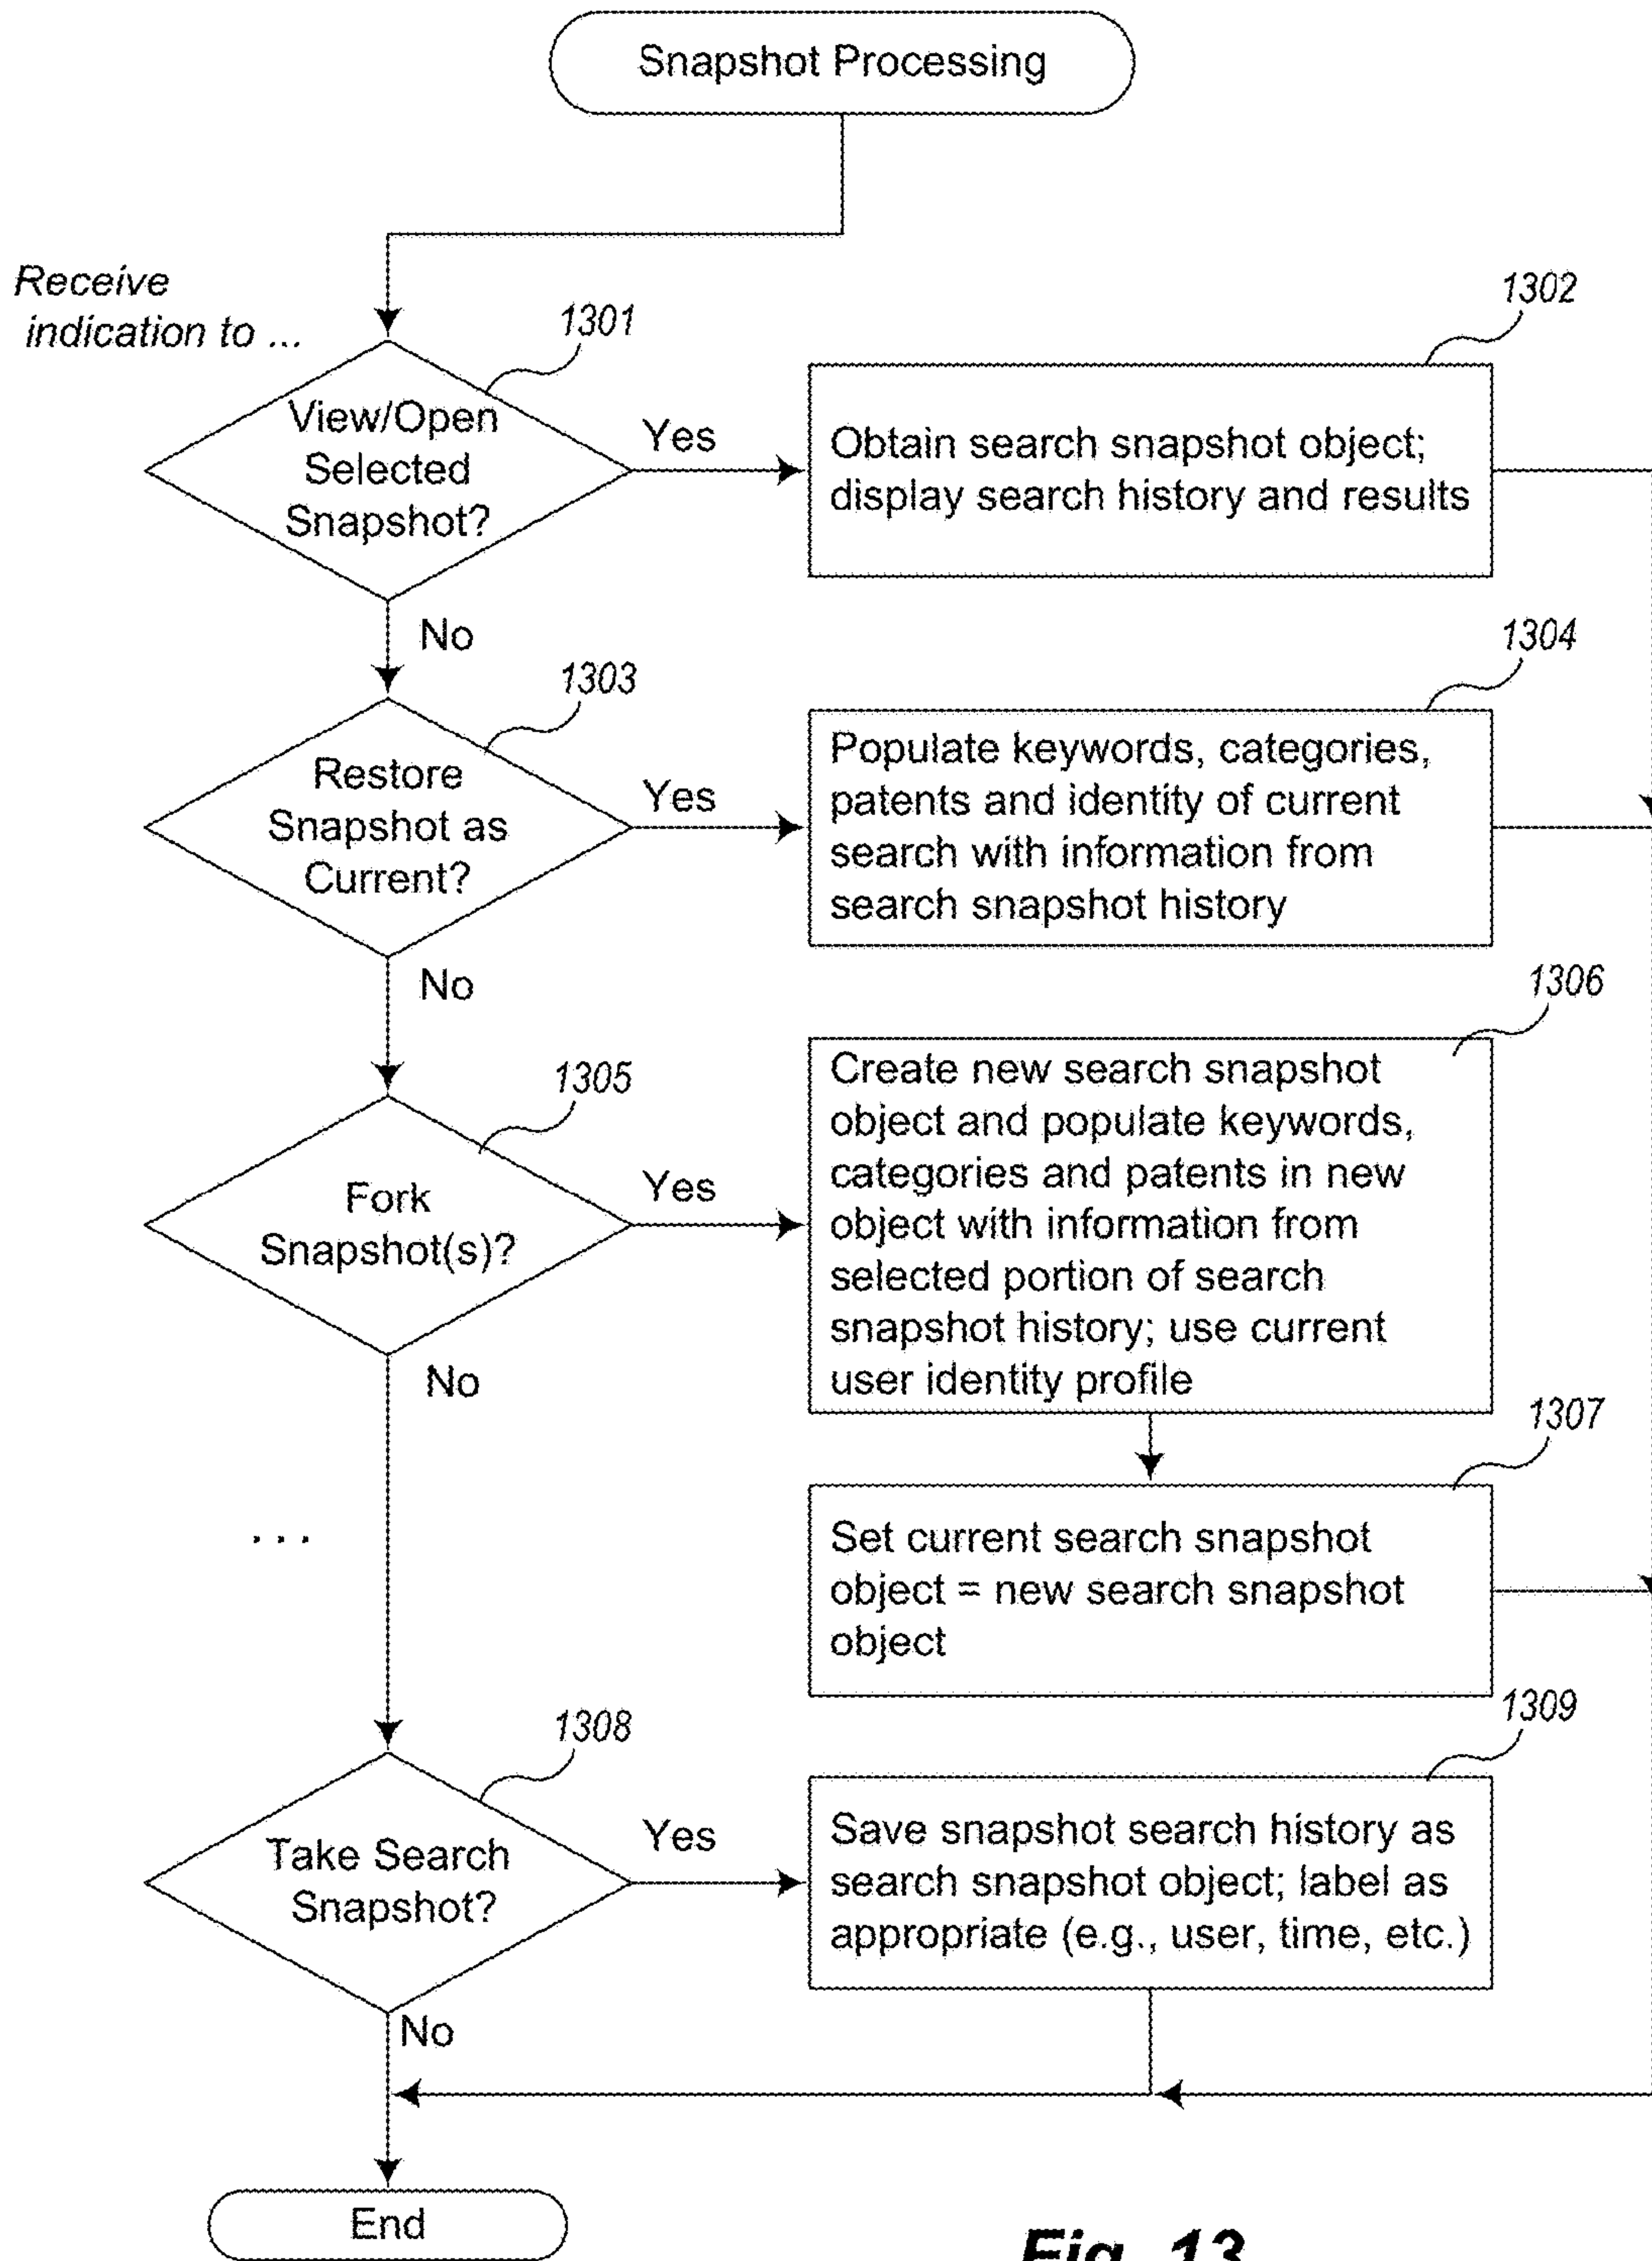 Snapshot Processing
Receive
indication to ...
1301
View/Open
Selected
Snapshot?
Yes
1302
Obtain search snapshot object;
display search history and results
No
1303
Restore
Snapshot as
Current?
Yes
1304
Populate keywords, categories,
patents and identity of current
search with information from
search snapshot history
No
1305
Fork
Snapshot(s)?
Yes
1306
Create new search snapshot
object and populate keywords,
categories and patents in new
object with information from
selected portion of search
snapshot history; use current
user identity profile
No
1307
Set current search snapshot
object = new search snapshot
object
. . .
1308
Take Search
Snapshot?
Yes
1309
Save snapshot search history as
search snapshot object; label as
appropriate (e.g., user, time, etc.)
No
End
Fig. 13